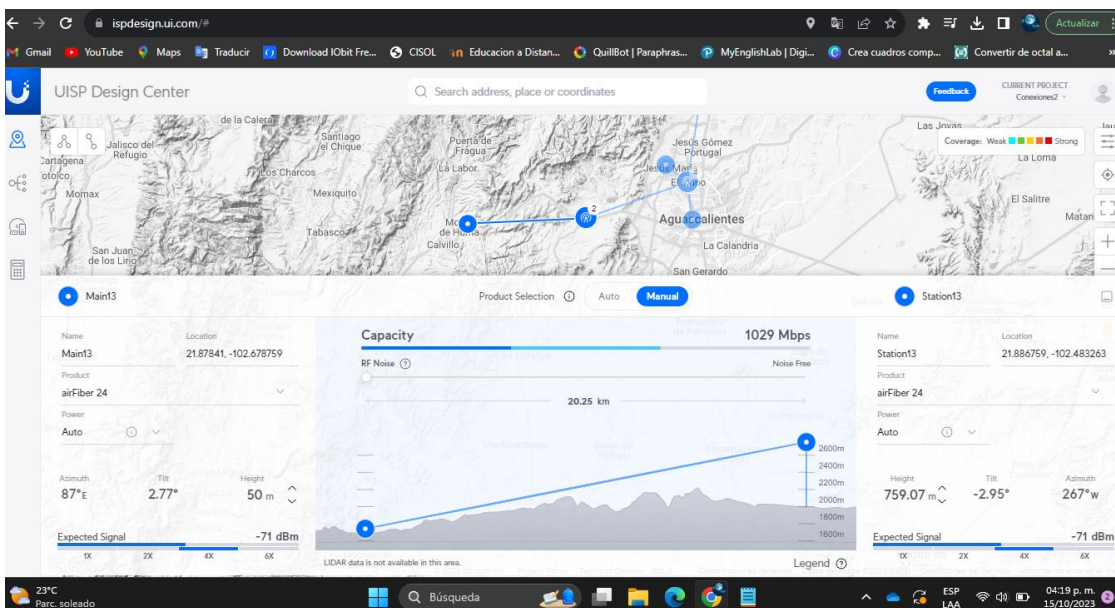 ispdesign.ui.com/#
Actualizar
Gmail YouTube Maps Traducir Download IObit Fre... CISOL Educacion a Distan... QuillBot | Paraphras... MyEnglishLab | Digi... Crea cuadros comp... Convertir de octal a... »
UISP Design Center
Search address, place or coordinates
Feedback
CURRENT PROJECT
Conexiones2
de la Calera
Jalisco del
Refugio
Santiago
el Chique
Puerta de
Fragua
Jesús Gómez
Portugal
Las Joyas
Coverage: Weak Strong
Cartagena
Los Charcos
La Labor
Jesús María
La Loma
Momax
Mexiquito
El Salitre
Tabasco
Calvillo
Aguascalientes
La Calandria
San Juan
de los Lirios
San Gerardo
2
Main13
Product Selection Auto Manual
Station13
Name Location
Main13 21.87841, -102.678759
Product
airFiber 24
Power
Auto
Azimuth Tilt Height
87°E 2.77° 50 m
Expected Signal -71 dBm
1X 2X 4X 6X
Capacity 1029 Mbps
RF Noise Noise Free
20.25 km
2600m
2400m
2200m
2000m
1800m
1600m
LIDAR data is not available in this area.
Legend
Name Location
Station13 21.886759, -102.483263
Product
airFiber 24
Power
Auto
Height Tilt Azimuth
759.07 m -2.95° 267°W
Expected Signal -71 dBm
1X 2X 4X 6X
23°C
Parc. soleado
Búsqueda
ESP
LAA
04:19 p. m.
15/10/2023
2